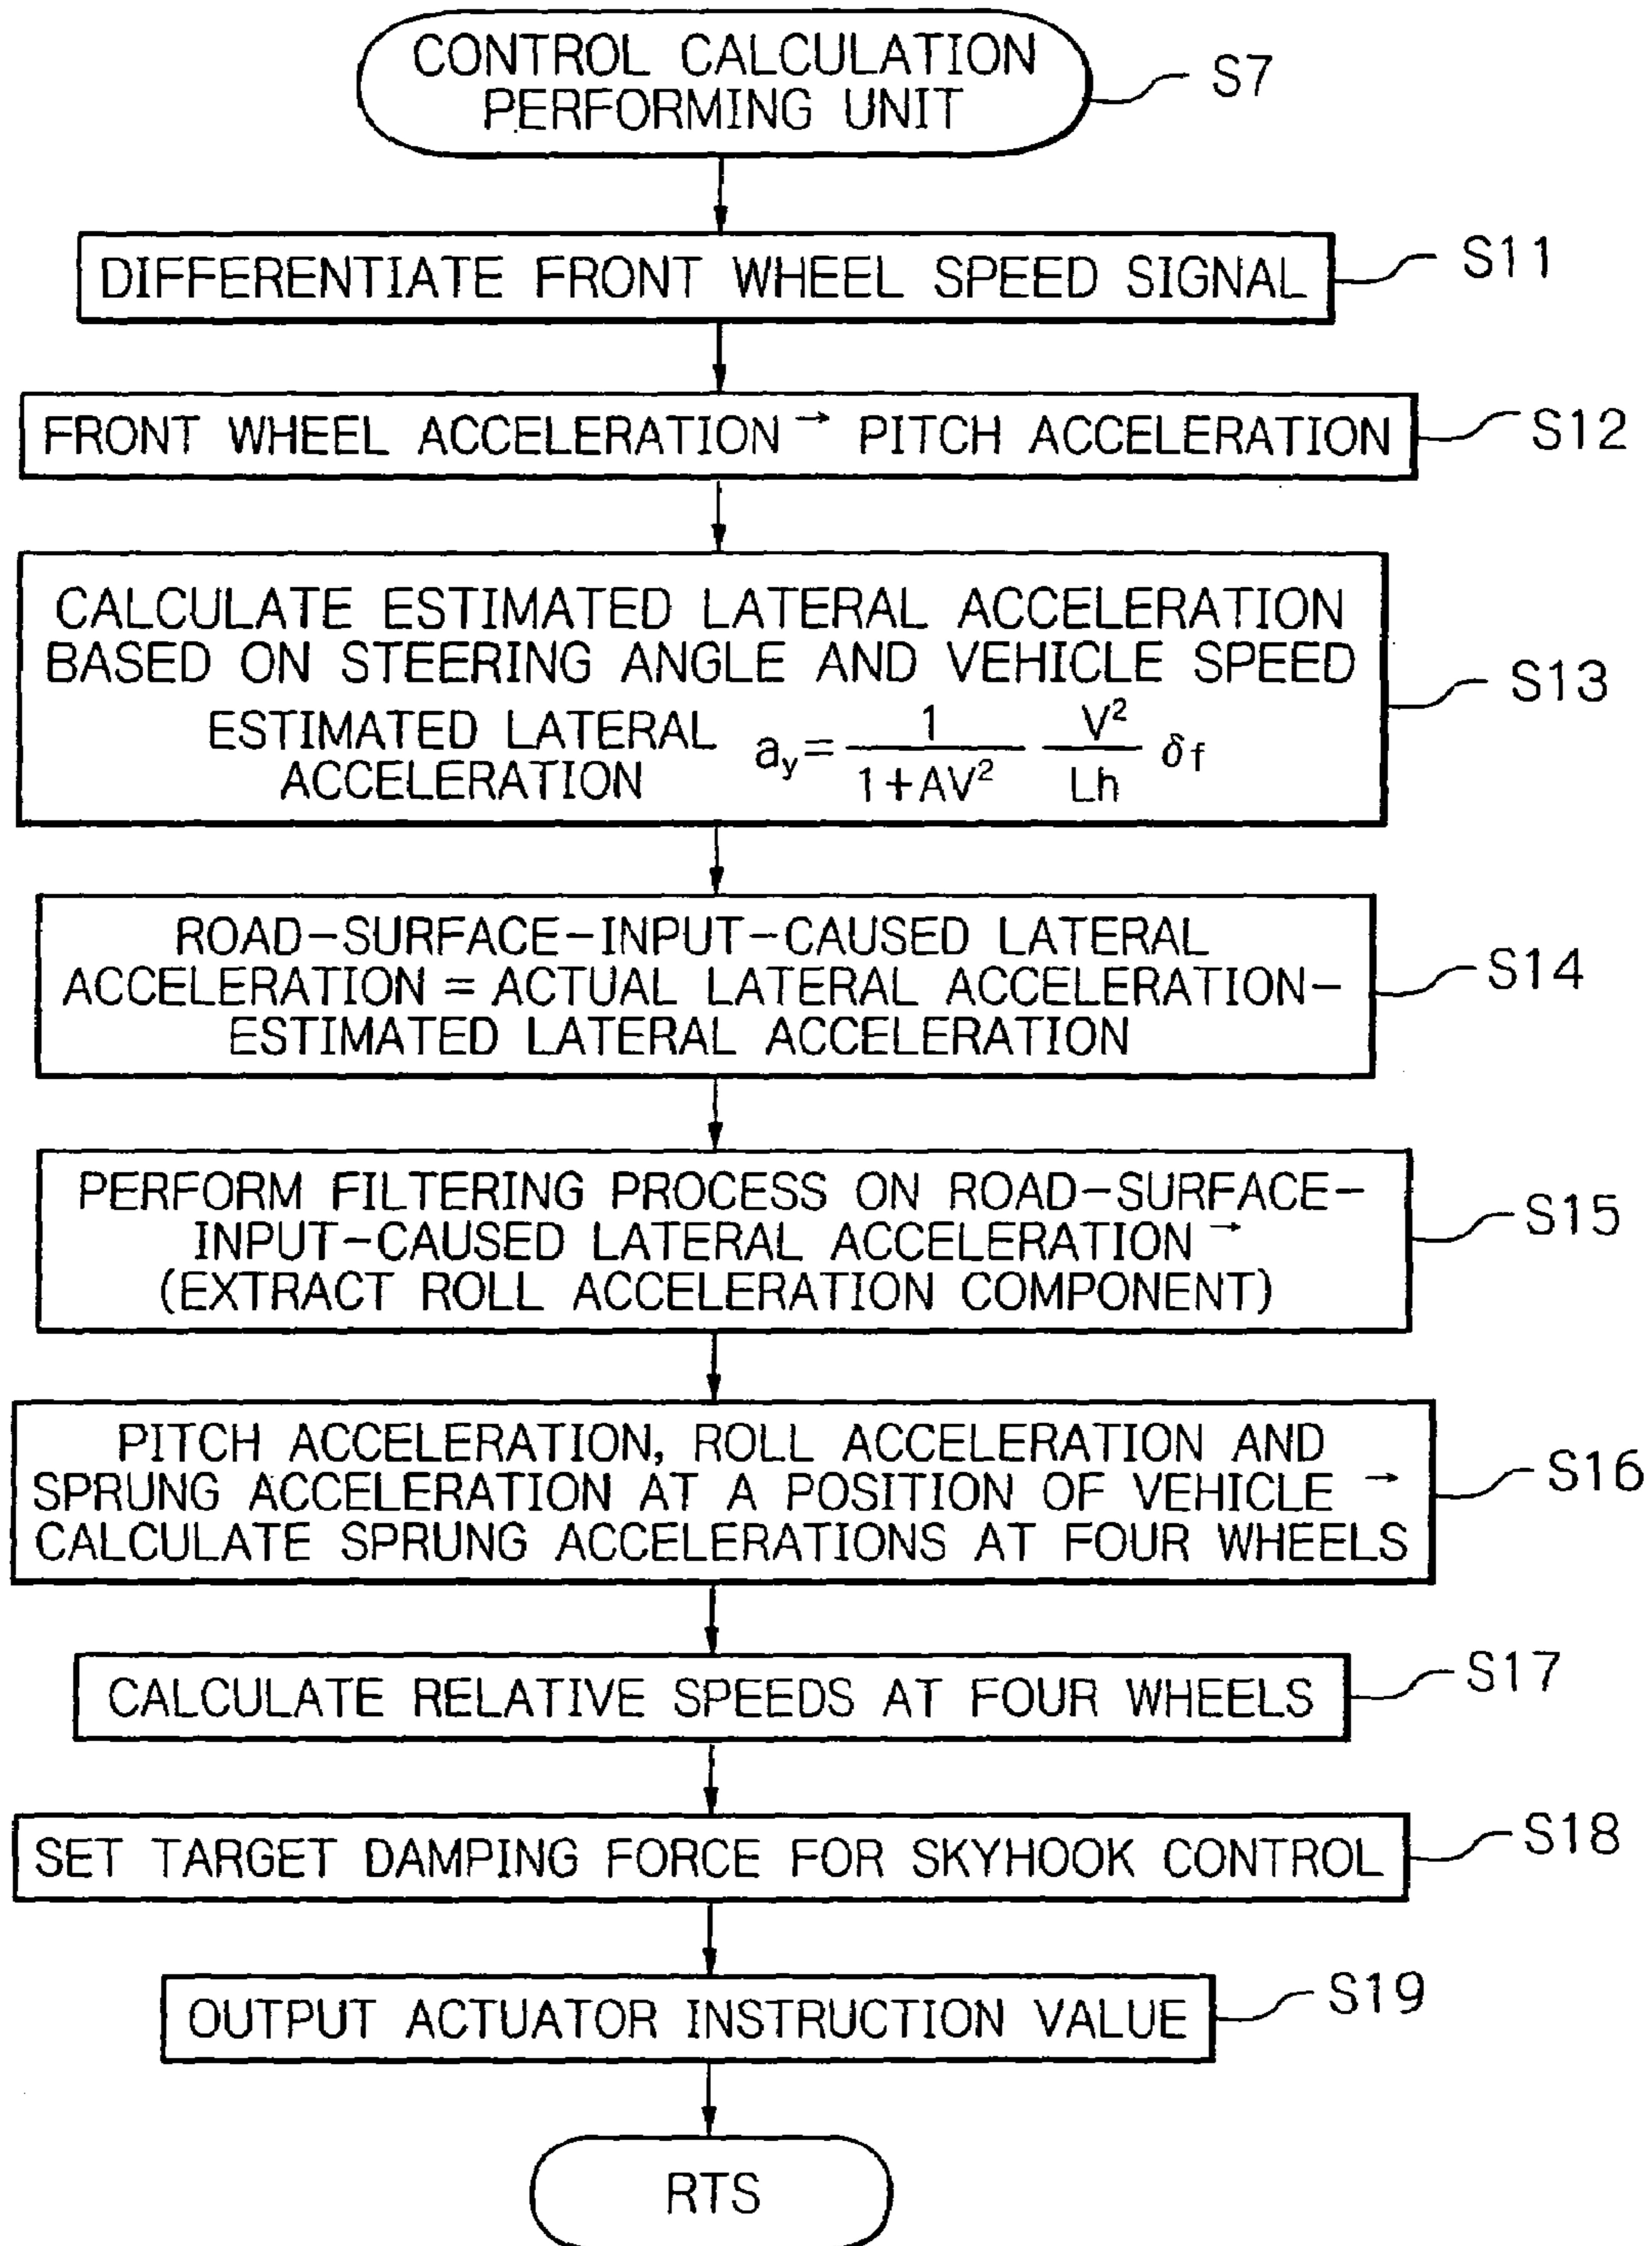 CONTROL CALCULATION
PERFORMING UNIT
S7
DIFFERENTIATE FRONT WHEEL SPEED SIGNAL
S11
FRONT WHEEL ACCELERATION → PITCH ACCELERATION
S12
CALCULATE ESTIMATED LATERAL ACCELERATION
BASED ON STEERING ANGLE AND VEHICLE SPEED
ESTIMATED LATERAL
ACCELERATION
a_y = 1/(1+AV²) V²/Lh δf
S13
ROAD-SURFACE-INPUT-CAUSED LATERAL
ACCELERATION = ACTUAL LATERAL ACCELERATION-
ESTIMATED LATERAL ACCELERATION
S14
PERFORM FILTERING PROCESS ON ROAD-SURFACE-
INPUT-CAUSED LATERAL ACCELERATION →
(EXTRACT ROLL ACCELERATION COMPONENT)
S15
PITCH ACCELERATION, ROLL ACCELERATION AND
SPRUNG ACCELERATION AT A POSITION OF VEHICLE →
CALCULATE SPRUNG ACCELERATIONS AT FOUR WHEELS
S16
CALCULATE RELATIVE SPEEDS AT FOUR WHEELS
S17
SET TARGET DAMPING FORCE FOR SKYHOOK CONTROL
S18
OUTPUT ACTUATOR INSTRUCTION VALUE
S19
RTS